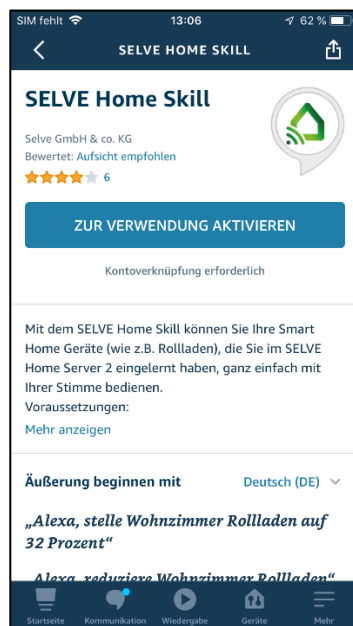 SIM fehlt 13:06 62 %
SELVE HOME SKILL
SELVE Home Skill
Selve GmbH & co. KG
Bewertet: Aufsicht empfohlen
6
ZUR VERWENDUNG AKTIVIEREN
Kontoverknüpfung erforderlich
Mit dem SELVE Home Skill können Sie Ihre Smart
Home Geräte (wie z.B. Rollladen), die Sie im SELVE
Home Server 2 eingelernt haben, ganz einfach mit
Ihrer Stimme bedienen.
Voraussetzungen:
Mehr anzeigen
Äußerung beginnen mit Deutsch (DE)
„Alexa, stelle Wohnzimmer Rollladen auf
32 Prozent“
„Alexa, reduziere Wohnzimmer Rollladen“
Startseite Kommunikation Wiedergabe Geräte Mehr